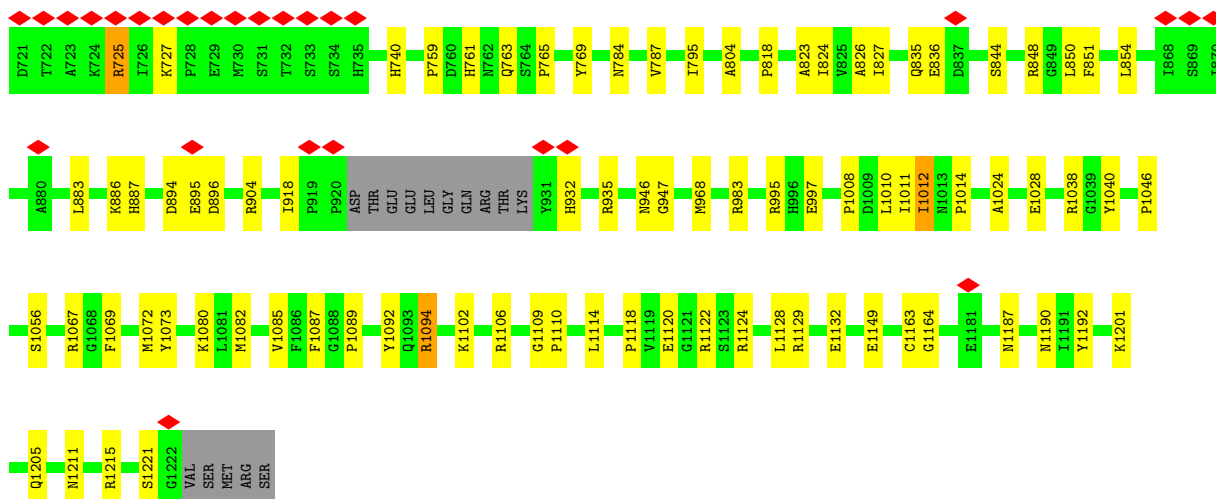 D721 T722 A723 K724 R725 I726 K727 P728 E729 M730 S731 T732 S733 S734 H735 H740 P759 D760 H761 N762 Q763 S764 P765 Y769 N784 V787 I795 A804 P818 A823 I824 V825 A826 I827 Q835 E836 D837 S844 R848 G849 L850 F851 L854 I868 S869 I870
A880 L883 K886 H887 D894 E895 D896 R904 I918 P919 P920 ASP THR GLU GLU LEU GLY GLN ARG THR LYS Y931 H932 R935 N946 G947 M968 R983 R995 H996 E997 P1008 D1009 L1010 I1011 I1012 N1013 P1014 A1024 E1028 R1038 G1039 Y1040 P1046
S1056 R1067 G1068 F1069 M1072 Y1073 K1080 L1081 M1082 V1085 F1086 F1087 G1088 P1089 Y1092 Q1093 R1094 K1102 R1106 G1109 P1110 L1114 P1118 V1119 E1120 G1121 R1122 S1123 R1124 L1128 R1129 E1132 E1149 C1163 G1164 E1181 N1187 N1190 I1191 Y1192 K1201
Q1205 N1211 R1215 S1221 G1222 VAL SER MET ARG SER